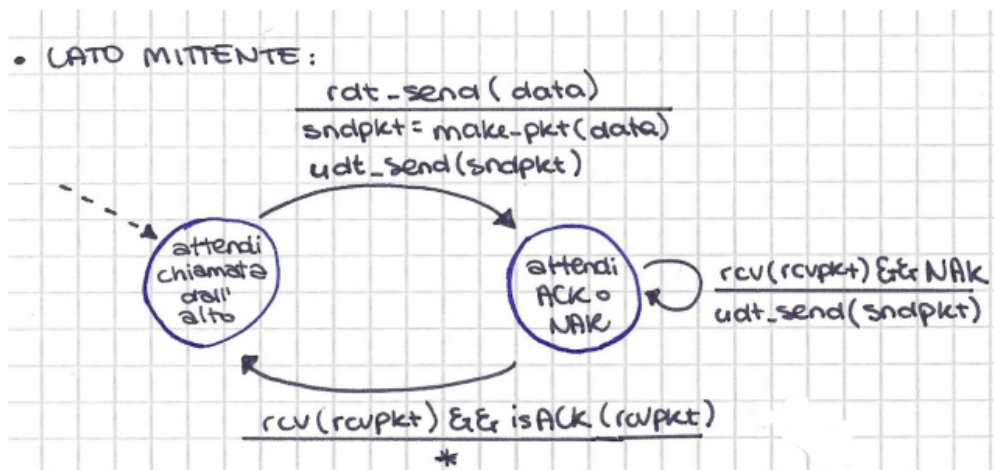 • LATO MITTENTE:
rdt_send(data)
sndpkt = make_pkt(data)
udt_send(sndpkt)
attendi
chiamata
dall'
alto
attendi
ACK o
NAK
rcv(rcvpkt) && NAK
udt_send(sndpkt)
rcv(rcvpkt) && isACK(rcvpkt)
*